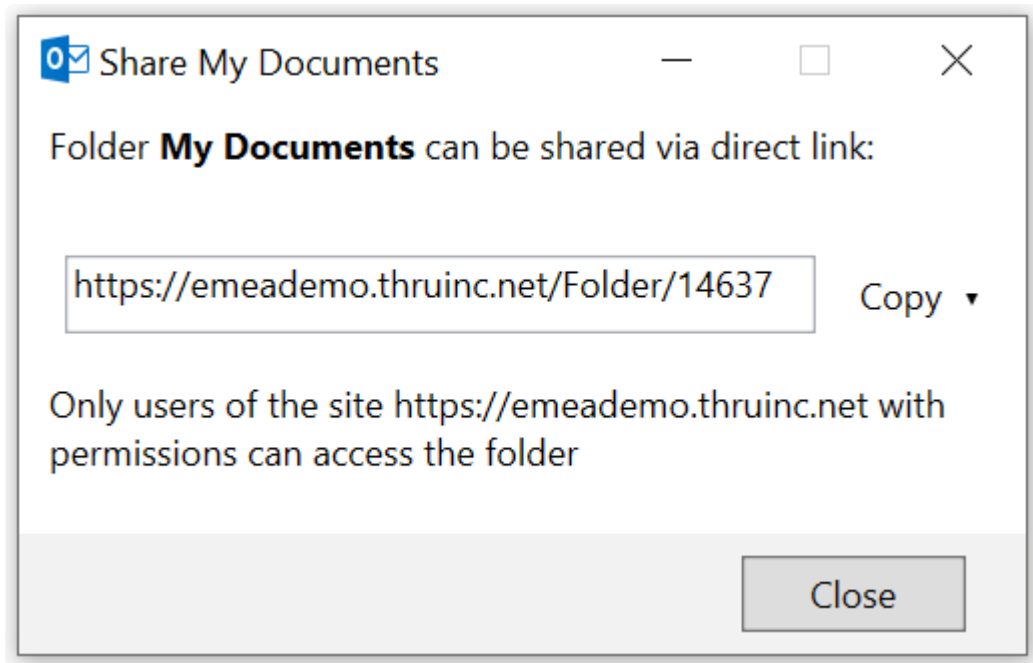 Share My Documents
Folder My Documents can be shared via direct link:
https://emeademo.thruinc.net/Folder/14637
Copy
Only users of the site https://emeademo.thruinc.net with
permissions can access the folder
Close